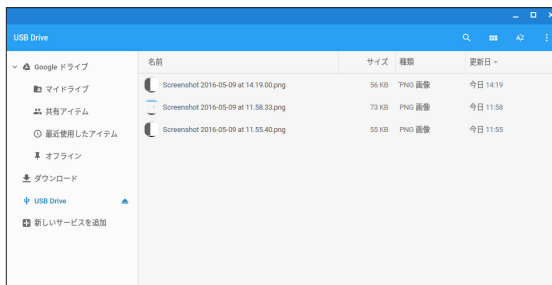 USB Drive
Google ドライブ
マイドライブ
共有アイテム
最近使用したアイテム
オフライン
ダウンロード
USB Drive
新しいサービスを追加
名前 サイズ 種類 更新日
Screenshot 2016-05-09 at 14.19.00.png 56 KB PNG 画像 今日 14:19
Screenshot 2016-05-09 at 11.58.33.png 73 KB PNG 画像 今日 11:58
Screenshot 2016-05-09 at 11.55.40.png 55 KB PNG 画像 今日 11:55